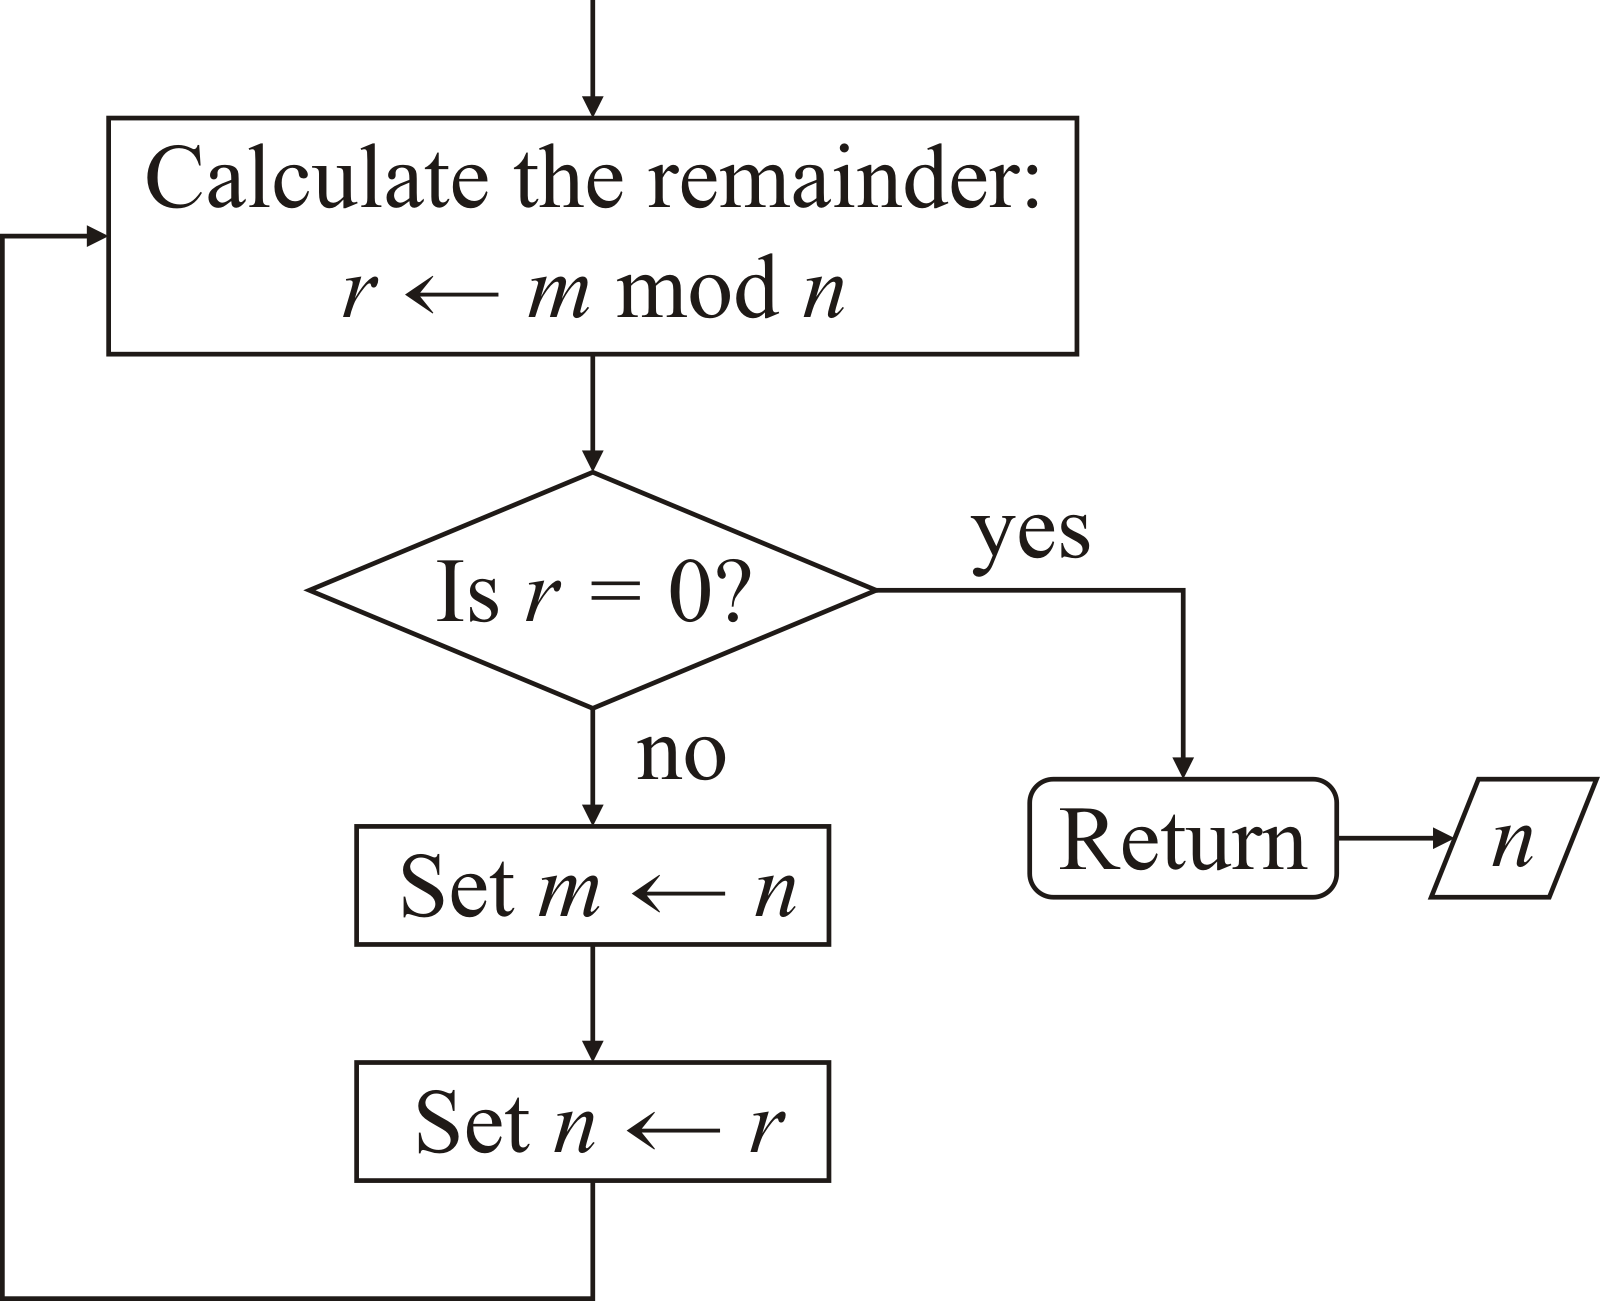 Calculate the remainder:
r ← m mod n
Is r = 0?
yes
no
Set m ← n
Return
n
Set n ← r